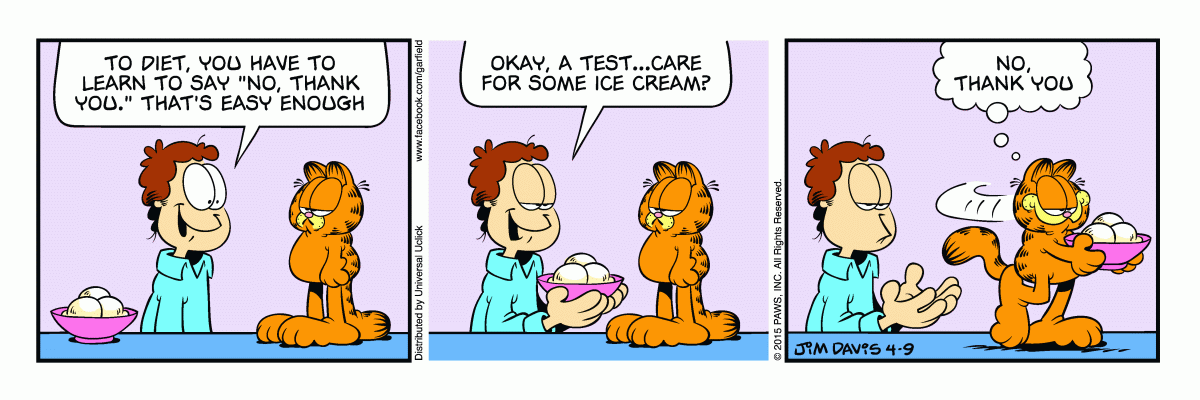 TO DIET, YOU HAVE TO
LEARN TO SAY "NO, THANK
YOU." THAT'S EASY ENOUGH
www.facebook.com/garfield
Distributed by Universal Uclick
OKAY, A TEST...CARE
FOR SOME ICE CREAM?
© 2015 PAWS, INC. All Rights Reserved.
NO,
THANK YOU
JIM DAVIS 4-9